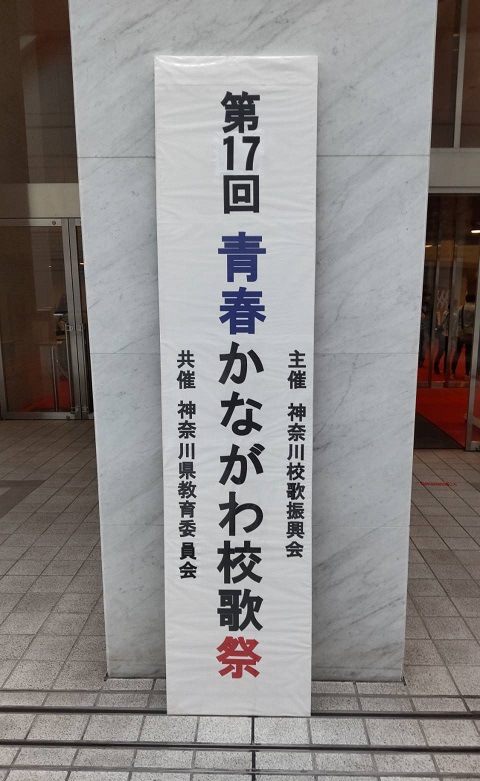 第17回 青春かながわ校歌祭
主催 神奈川校歌振興会
共催 神奈川県教育委員会